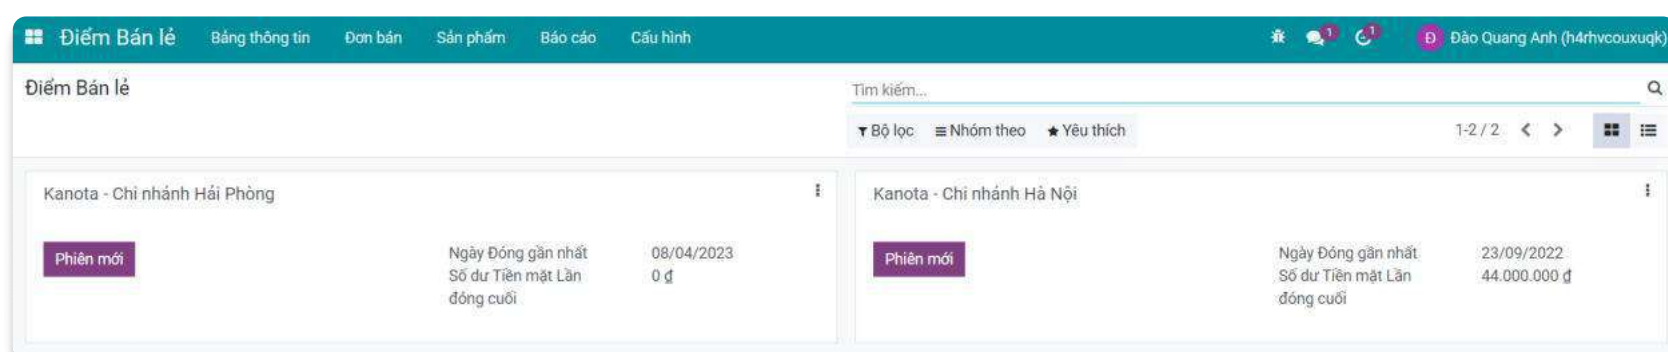 Điểm Bán lẻ Bảng thông tin Đơn bán Sản phẩm Báo cáo Cấu hình 1 1 Đ Đào Quang Anh (h4rhvcouxuqk)
Điểm Bán lẻ Tìm kiếm...
Bộ lọc Nhóm theo Yêu thích 1-2 / 2
Kanota - Chi nhánh Hải Phòng
Phiên mới
Ngày Đóng gần nhất 08/04/2023
Số dư Tiền mặt Lần 0 ₫
đóng cuối
Kanota - Chi nhánh Hà Nội
Phiên mới
Ngày Đóng gần nhất 23/09/2022
Số dư Tiền mặt Lần 44.000.000 ₫
đóng cuối